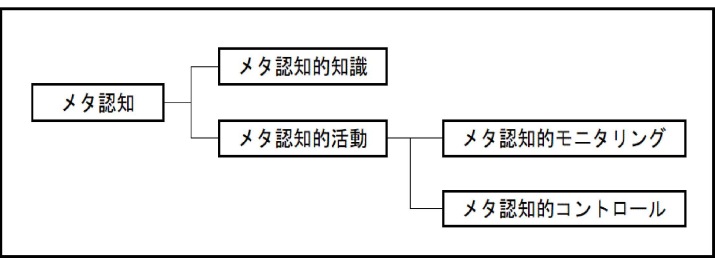 メタ認知的知識
メタ認知
メタ認知的活動
メタ認知的モニタリング
メタ認知的コントロール